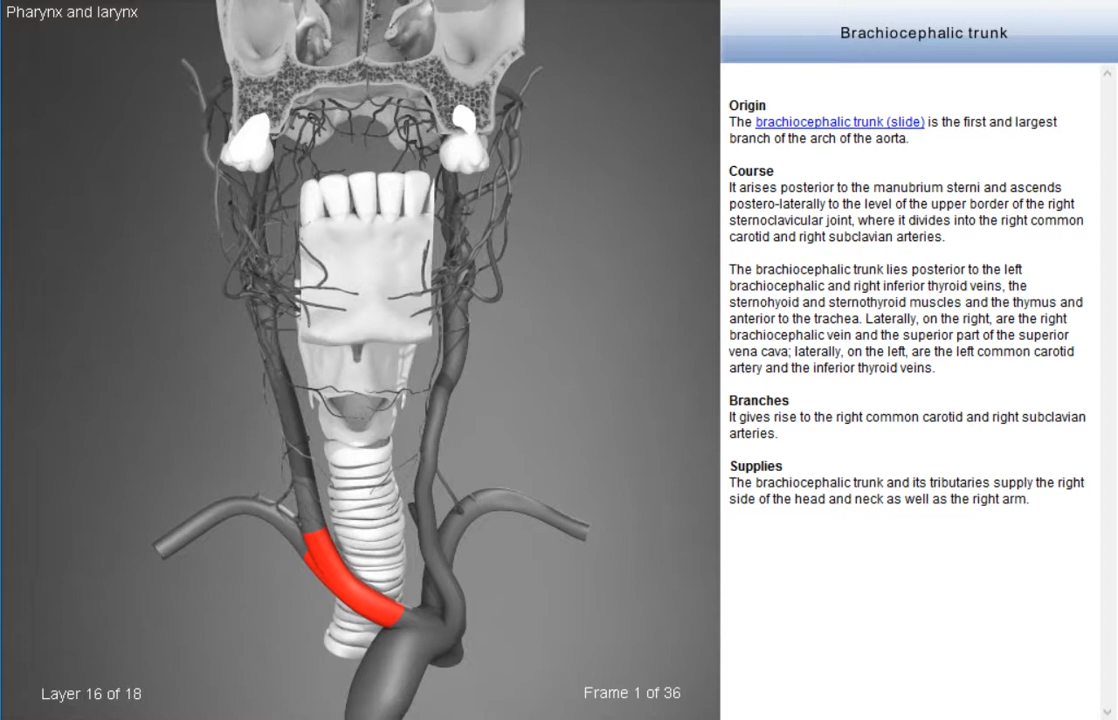 Pharynx and larynx
Brachiocephalic trunk
Origin
The brachiocephalic trunk (slide) is the first and largest
branch of the arch of the aorta.
Course
It arises posterior to the manubrium sterni and ascends
postero-laterally to the level of the upper border of the right
sternoclavicular joint, where it divides into the right common
carotid and right subclavian arteries.
The brachiocephalic trunk lies posterior to the left
brachiocephalic and right inferior thyroid veins, the
sternohyoid and sternothyroid muscles and the thymus and
anterior to the trachea. Laterally, on the right, are the right
brachiocephalic vein and the superior part of the superior
vena cava; laterally, on the left, are the left common carotid
artery and the inferior thyroid veins.
Branches
It gives rise to the right common carotid and right subclavian
arteries.
Supplies
The brachiocephalic trunk and its tributaries supply the right
side of the head and neck as well as the right arm.
Layer 16 of 18
Frame 1 of 36